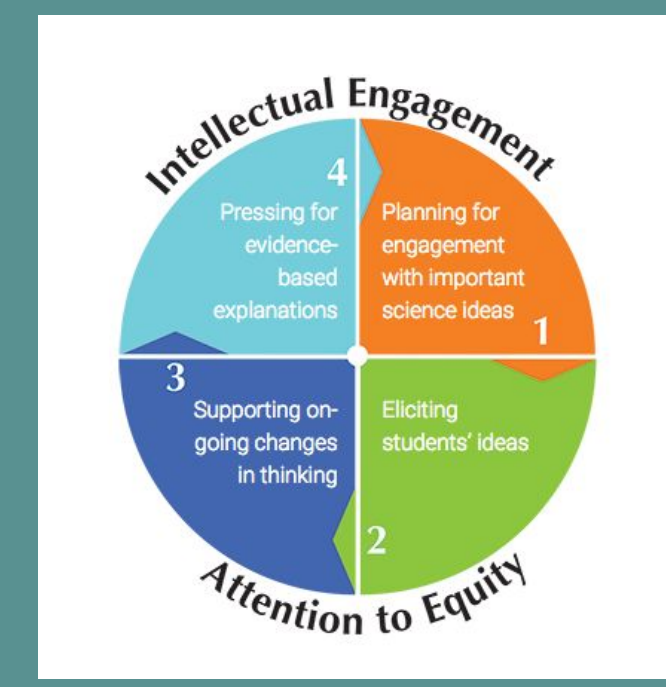 Intellectual Engagement
1
Planning for
engagement
with important
science ideas
2
Eliciting
students' ideas
3
Supporting on-
going changes
in thinking
4
Pressing for
evidence-
based
explanations
Attention to Equity